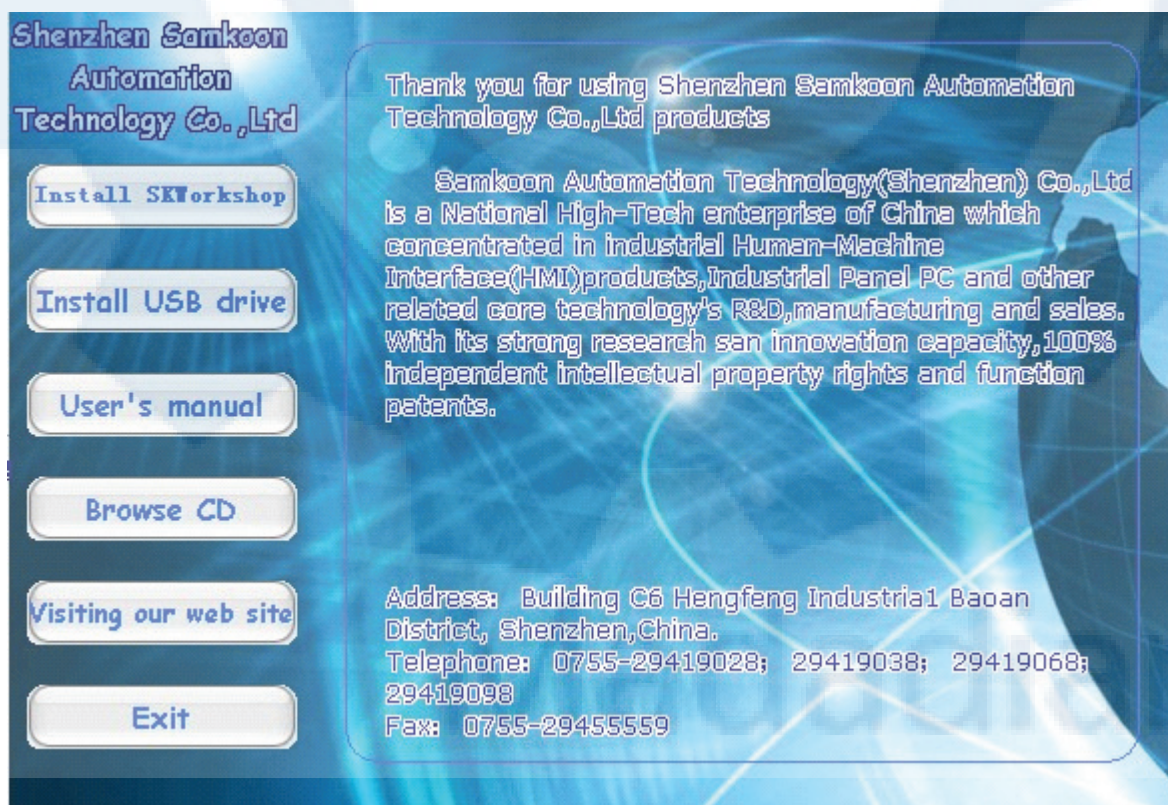 Shenzhen Samkoon
Automation
Technology Co.,Ltd
Install SKWorkshop
Install USB drive
User's manual
Browse CD
Visiting our web site
Exit
Thank you for using Shenzhen Samkoon Automation
Technology Co.,Ltd products
Samkoon Automation Technology(Shenzhen) Co.,Ltd
is a National High-Tech enterprise of China which
concentrated in industrial Human-Machine
Interface(HMI)products,Industrial Panel PC and other
related core technology's R&D,manufacturing and sales.
With its strong research san innovation capacity,100%
independent intellectual property rights and function
patents.
Address: Building C6 Hengfeng Industria1 Baoan
District, Shenzhen,China.
Telephone: 0755-29419028; 29419038; 29419068;
29419098
Fax: 0755-29455559